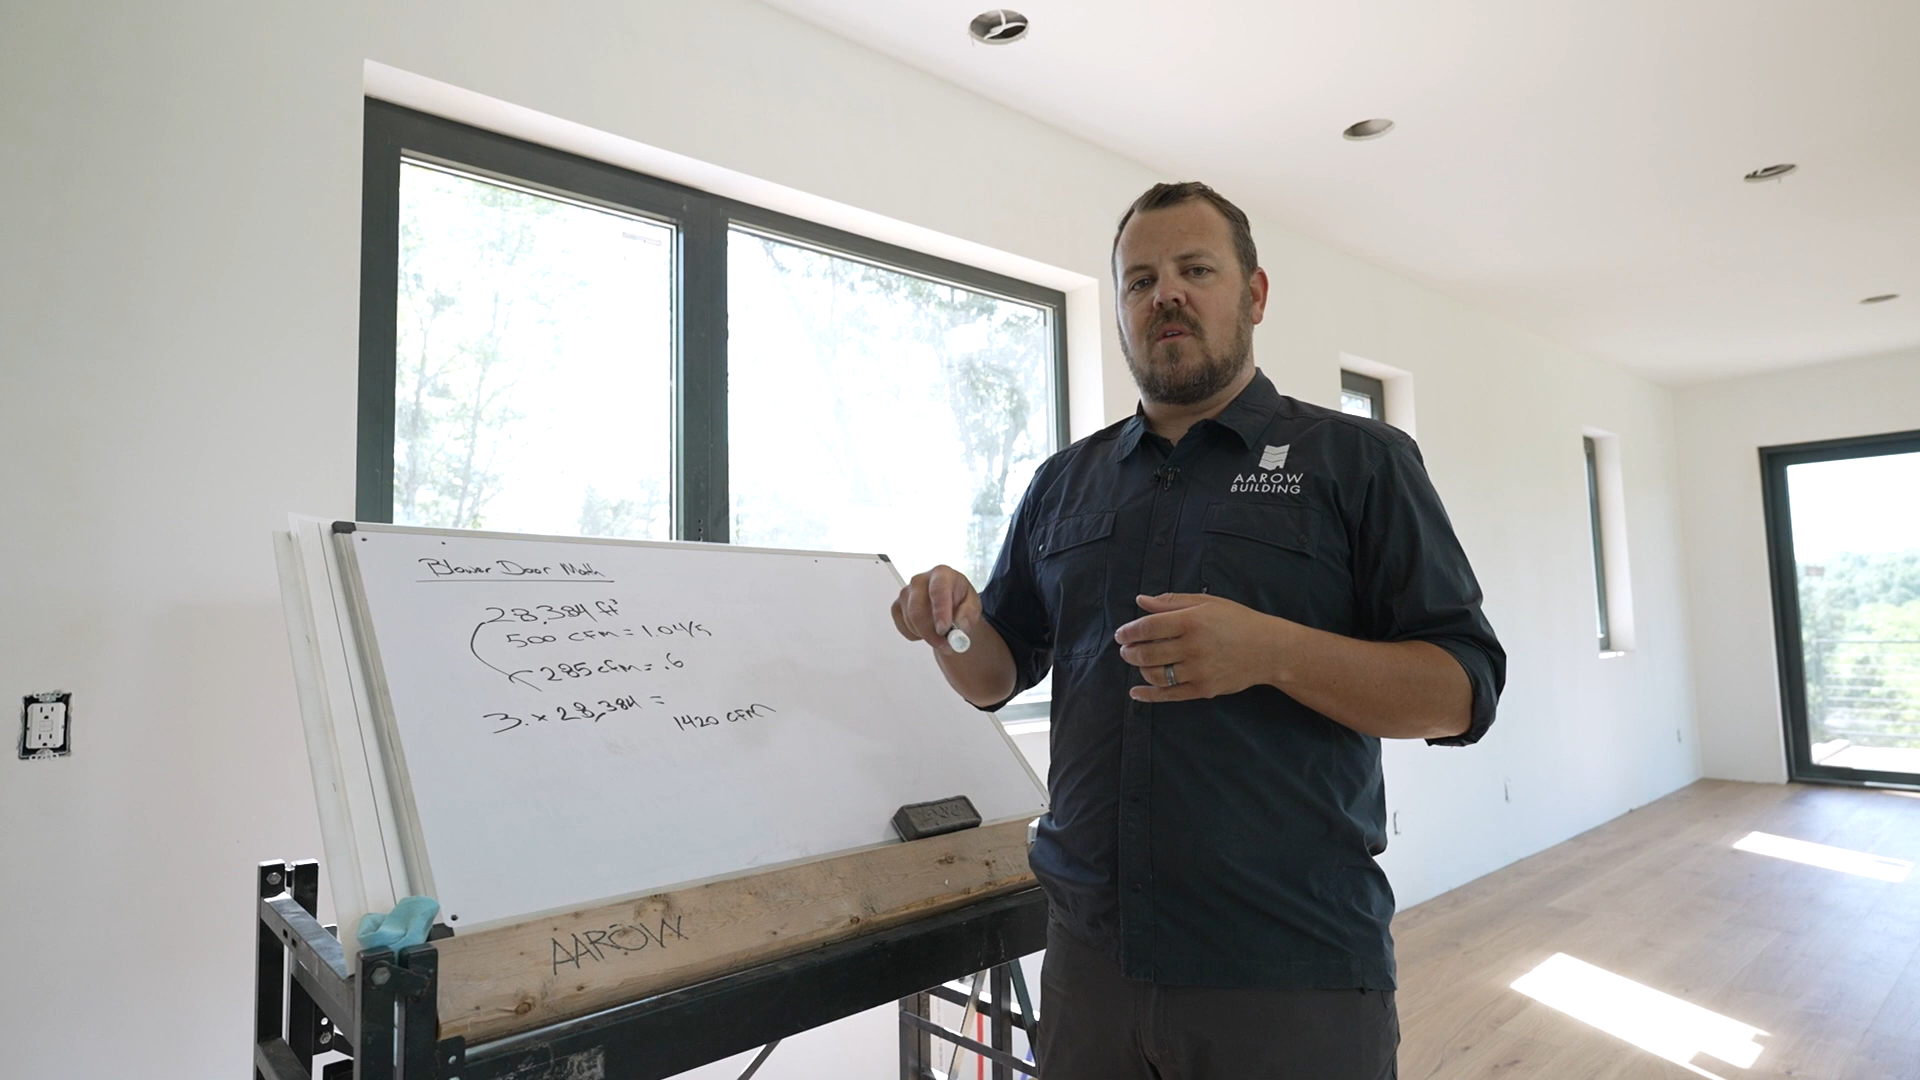 Blower Door Math
28,384 ft³
500 CFM = 1.04/5
285 cfm = .6
3. x 28,384 =
1420 CFM
AAROW
AAROW
BUILDING